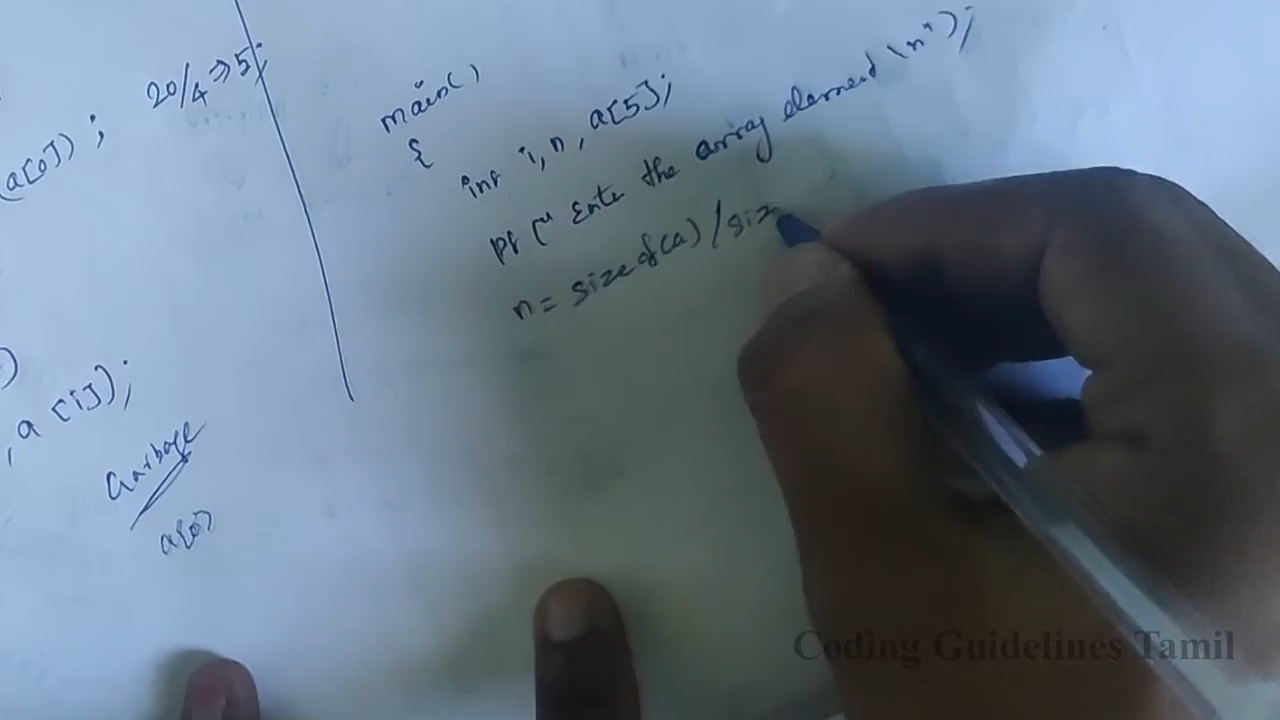 (a[0]); 20/4⇒5;
)
,a[i]);
Garbage
a[0]
main()
{
int i, n, a[5];
pf (" Enter the array element \n");
n = sizeof(a) / siz
Coding Guidelines Tamil